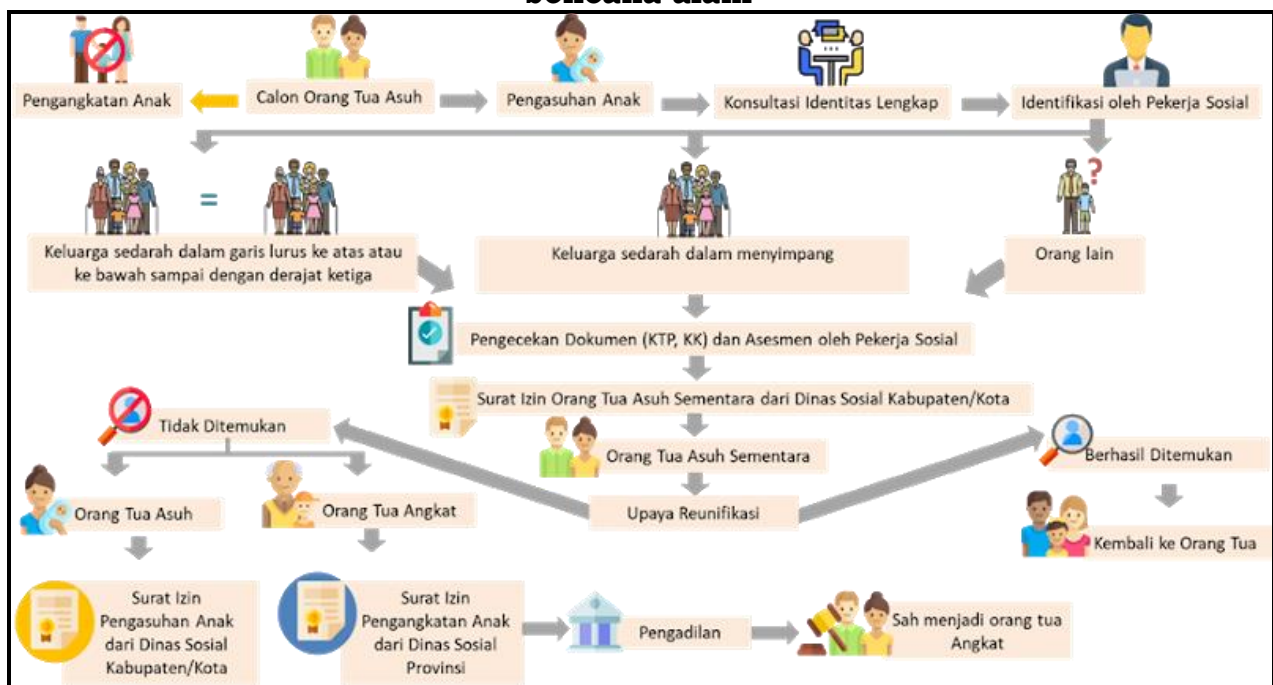 bencana alam
Pengangkatan Anak
Calon Orang Tua Asuh
Pengasuhan Anak
Konsultasi Identitas Lengkap
Identifikasi oleh Pekerja Sosial
=
?
Keluarga sedarah dalam garis lurus ke atas atau
ke bawah sampai dengan derajat ketiga
Keluarga sedarah dalam menyimpang
Orang lain
Pengecekan Dokumen (KTP, KK) dan Asesmen oleh Pekerja Sosial
Surat Izin Orang Tua Asuh Sementara dari Dinas Sosial Kabupaten/Kota
Tidak Ditemukan
Orang Tua Asuh Sementara
Berhasil Ditemukan
Orang Tua Asuh
Orang Tua Angkat
Upaya Reunifikasi
Kembali ke Orang Tua
Surat Izin
Pengasuhan Anak
dari Dinas Sosial
Kabupaten/Kota
Surat Izin
Pengangkatan Anak
dari Dinas Sosial
Provinsi
Pengadilan
Sah menjadi orang tua
Angkat